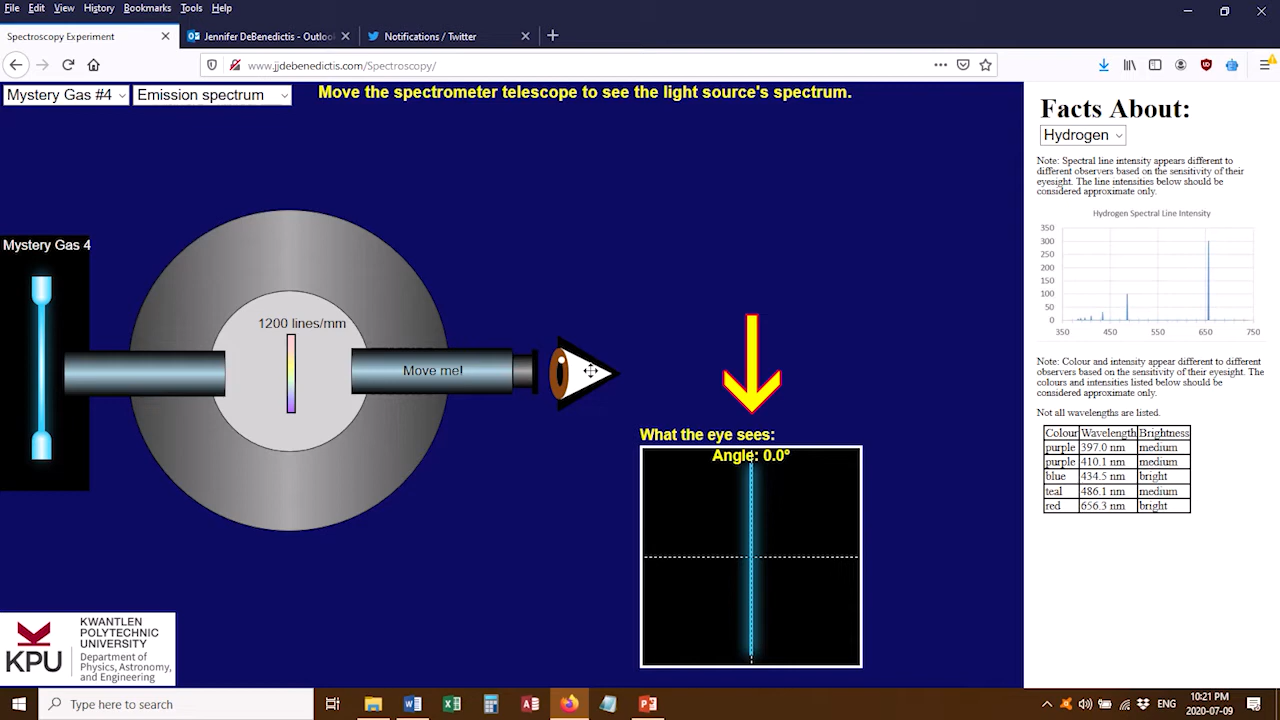 File Edit View History Bookmarks Tools Help
Spectroscopy Experiment
Jennifer DeBenedictis - Outlook
Notifications / Twitter
www.jjdebenedictis.com/Spectroscopy/
Mystery Gas #4
Emission spectrum
Move the spectrometer telescope to see the light source's spectrum.
Mystery Gas 4
1200 lines/mm
Move me!
What the eye sees:
Angle: 0.0°
KPU
KWANTLEN
POLYTECHNIC
UNIVERSITY
Department of
Physics, Astronomy,
and Engineering
Facts About:
Hydrogen
Note: Spectral line intensity appears different to
different observers based on the sensitivity of their
eyesight. The line intensities below should be
considered approximate only.
Hydrogen Spectral Line Intensity
350
300
250
200
150
100
50
0
350 450 550 650 750
Note: Colour and intensity appear different to different
observers based on the sensitivity of their eyesight. The
colours and intensities listed below should be
considered approximate only.
Not all wavelengths are listed.
Colour Wavelength Brightness
purple 397.0 nm medium
purple 410.1 nm medium
blue 434.5 nm bright
teal 486.1 nm medium
red 656.3 nm bright
Type here to search
ENG
10:21 PM
2020-07-09